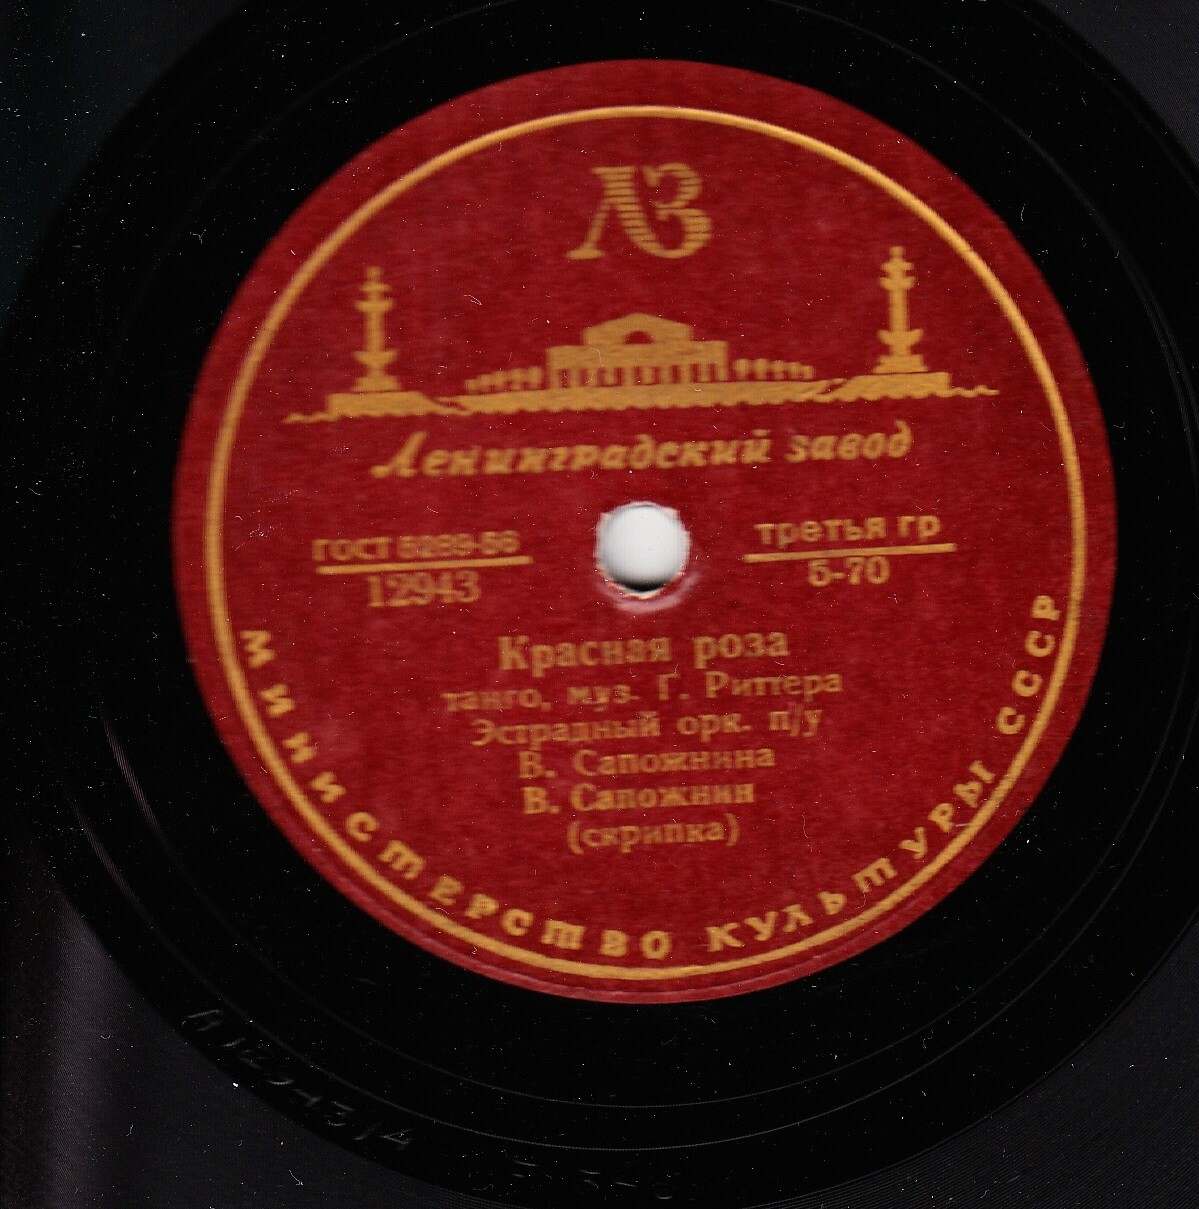 ЛЗ
Ленинградский завод
ГОСТ 5289-56
12943
третья гр
5-70
Красная роза
танго, муз. Г. Риттера
Эстрадный орк. п/у
В. Сапожнина
В. Сапожнин
(скрипка)
МИНИСТЕРСТВО КУЛЬТУРЫ СССР